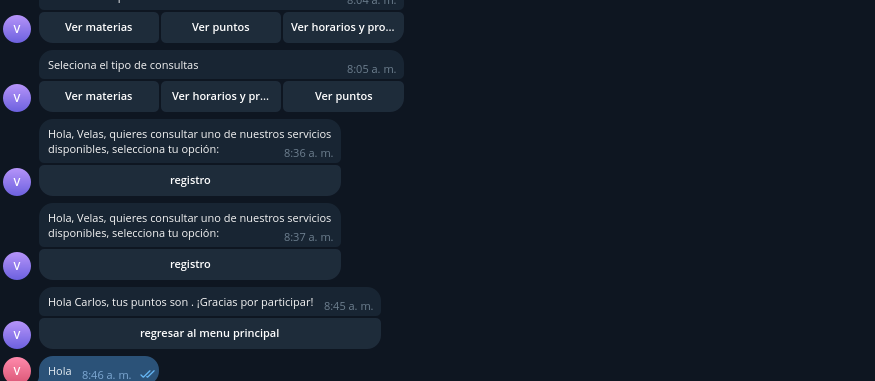 8:04 a. m.
V
Ver materias
Ver puntos
Ver horarios y pro...
Seleciona el tipo de consultas
8:05 a. m.
V
Ver materias
Ver horarios y pr...
Ver puntos
Hola, Velas, quieres consultar uno de nuestros servicios
disponibles, selecciona tu opción:
8:36 a. m.
V
registro
Hola, Velas, quieres consultar uno de nuestros servicios
disponibles, selecciona tu opción:
8:37 a. m.
V
registro
Hola Carlos, tus puntos son . ¡Gracias por participar!
8:45 a. m.
V
regresar al menu principal
V
Hola
8:46 a. m.